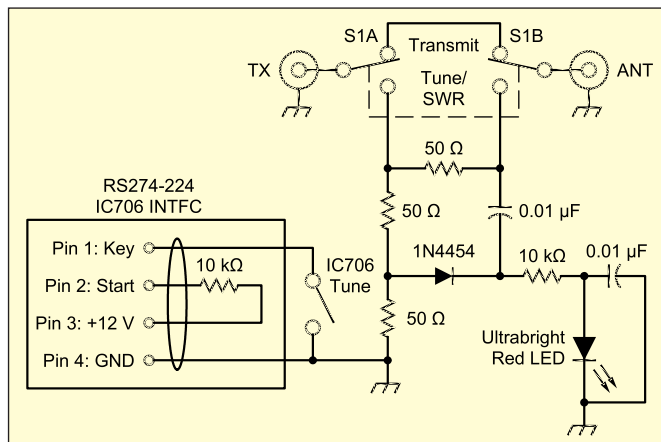 S1A
Transmit
S1B
TX
Tune/
SWR
ANT
50 Ω
RS274-224
IC706 INTFC
50 Ω
0.01 µF
Pin 1: Key
Pin 2: Start
10 kΩ
Pin 3: +12 V
Pin 4: GND
IC706
Tune
1N4454
10 kΩ
0.01 µF
50 Ω
Ultrabright
Red LED